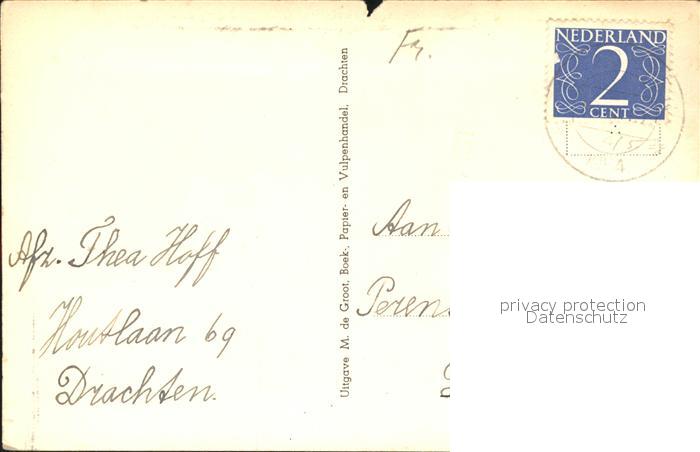 Fr.
NEDERLAND
2
CENT
Afz. Thea Hoff
Houtlaan 69
Drachten.
Uitgave M. de Groot, Boek-, Papier- en Vulpenhandel, Drachten
Aan
Peren
privacy protection
Datenschutz